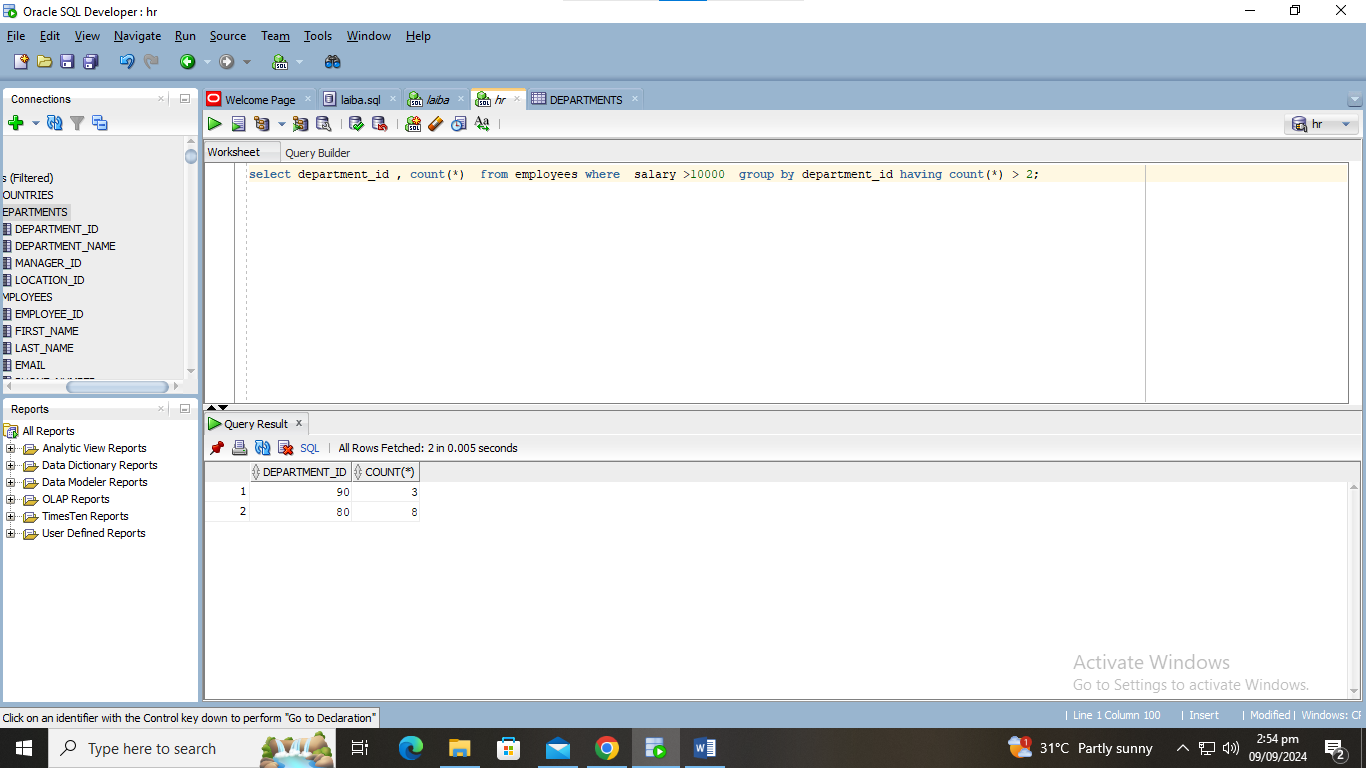 Oracle SQL Developer : hr
File Edit View Navigate Run Source Team Tools Window Help
Connections
s (Filtered)
OUNTRIES
EPARTMENTS
DEPARTMENT_ID
DEPARTMENT_NAME
MANAGER_ID
LOCATION_ID
MPLOYEES
EMPLOYEE_ID
FIRST_NAME
LAST_NAME
EMAIL
Reports
All Reports
Analytic View Reports
Data Dictionary Reports
Data Modeler Reports
OLAP Reports
TimesTen Reports
User Defined Reports
Welcome Page laiba.sql laiba hr DEPARTMENTS
hr
Worksheet Query Builder
select department_id , count(*)  from employees where  salary >10000  group by department_id having count(*) > 2;
Query Result x
SQL | All Rows Fetched: 2 in 0.005 seconds
DEPARTMENT_ID COUNT(*)
1 90 3
2 80 8
Activate Windows
Go to Settings to activate Windows.
Click on an identifier with the Control key down to perform "Go to Declaration"
| Line 1 Column 100 | Insert | Modified | Windows: CF
Type here to search
31°C Partly sunny
2:54 pm
09/09/2024
2